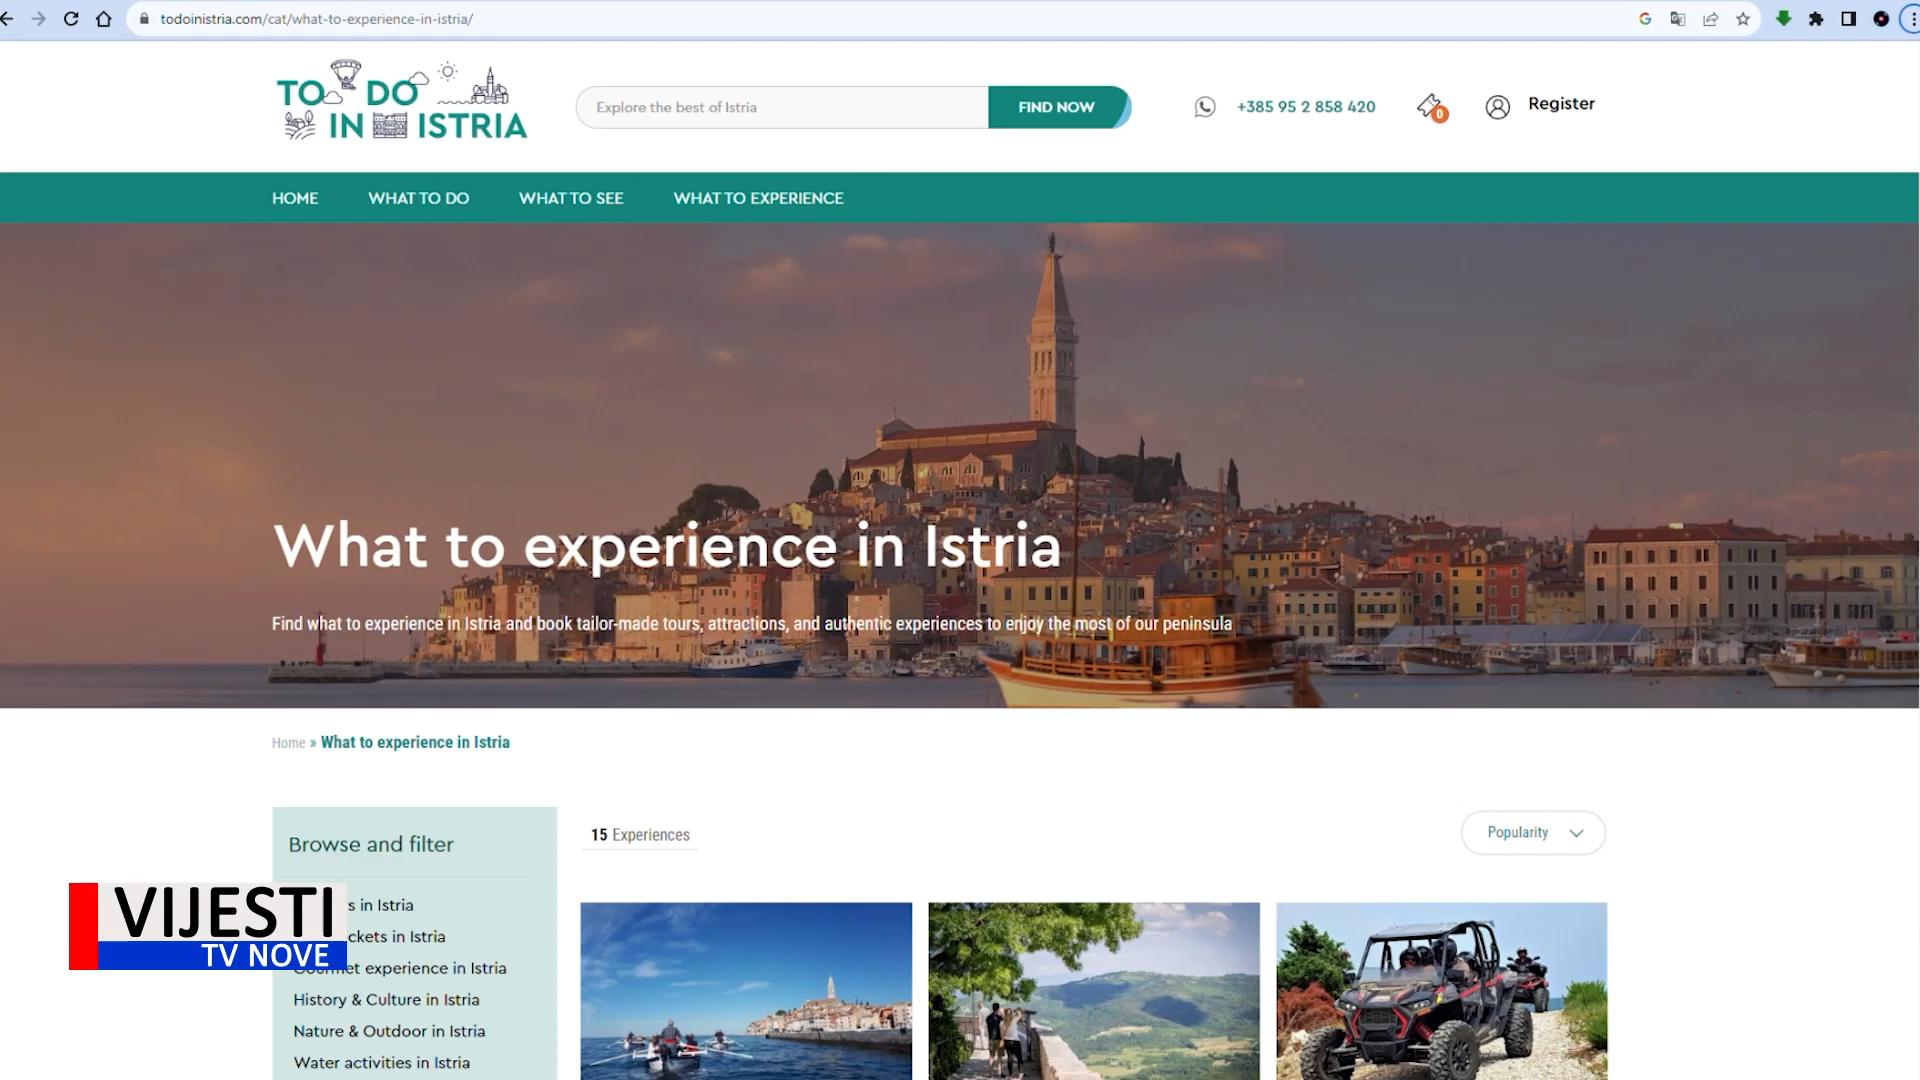 todoinistria.com/cat/what-to-experience-in-istria/
TO DO
IN ISTRIA
Explore the best of Istria
FIND NOW
+385 95 2 858 420
0
Register
HOME
WHAT TO DO
WHAT TO SEE
WHAT TO EXPERIENCE
What to experience in Istria
Find what to experience in Istria and book tailor-made tours, attractions, and authentic experiences to enjoy the most of our peninsula
Home » What to experience in Istria
Browse and filter
15 Experiences
Popularity
in Istria
in Istria
experience in Istria
History & Culture in Istria
Nature & Outdoor in Istria
Water activities in Istria
VIJESTI
TV NOVE